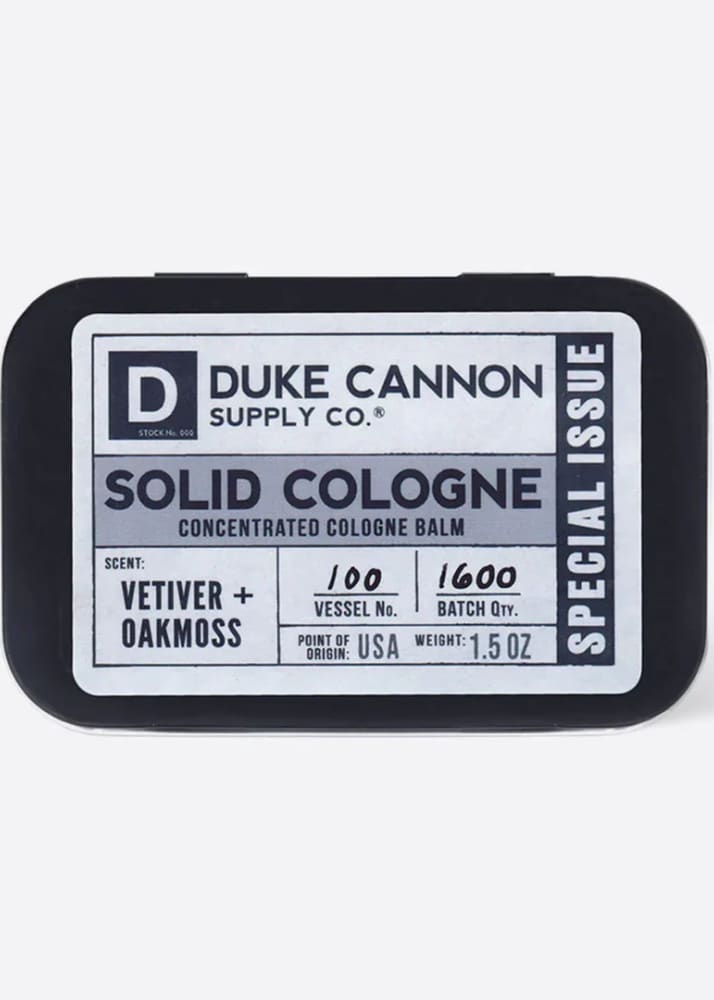 D
STOCK No. 000
DUKE CANNON
SUPPLY CO.®
SOLID COLOGNE
CONCENTRATED COLOGNE BALM
SCENT:
VETIVER +
OAKMOSS
100
VESSEL No.
1600
BATCH QTY.
POINT OF
ORIGIN: USA
WEIGHT: 1.5 OZ
SPECIAL ISSUE